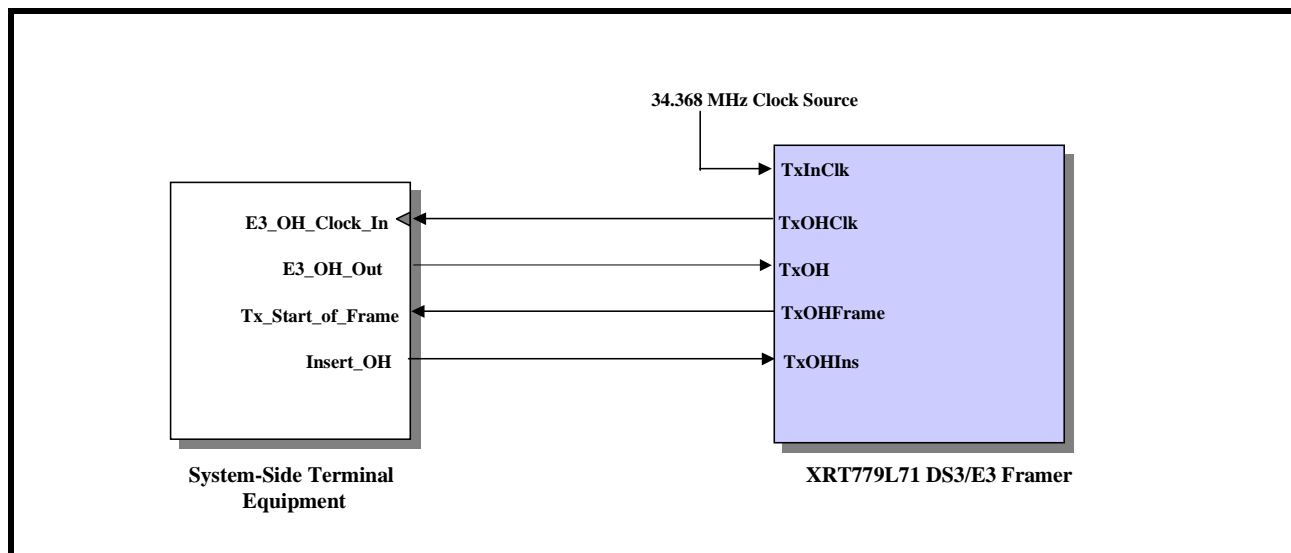 34.368 MHz Clock Source
TxInClk
E3_OH_Clock_In
TxOHClk
E3_OH_Out
TxOH
Tx_Start_of_Frame
TxOHFrame
Insert_OH
TxOHIns
System-Side Terminal
Equipment
XRT779L71 DS3/E3 Framer